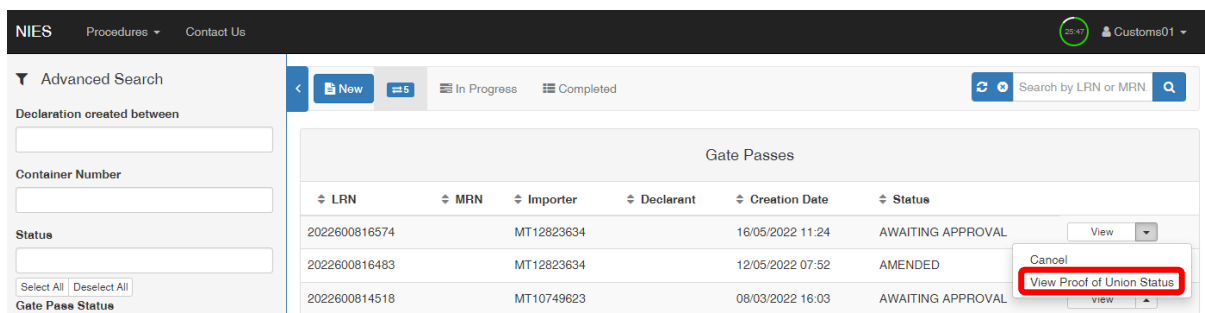 NIES Procedures Contact Us 25:47 Customs01
Advanced Search
Declaration created between
Container Number
Status
Select All Deselect All
Gate Pass Status
New 5 In Progress Completed Search by LRN or MRN.
Gate Passes
LRN MRN Importer Declarant Creation Date Status
2022600816574 MT12823634 16/05/2022 11:24 AWAITING APPROVAL View
2022600816483 MT12823634 12/05/2022 07:52 AMENDED
2022600814518 MT10749623 08/03/2022 16:03 AWAITING APPROVAL View
Cancel
View Proof of Union Status